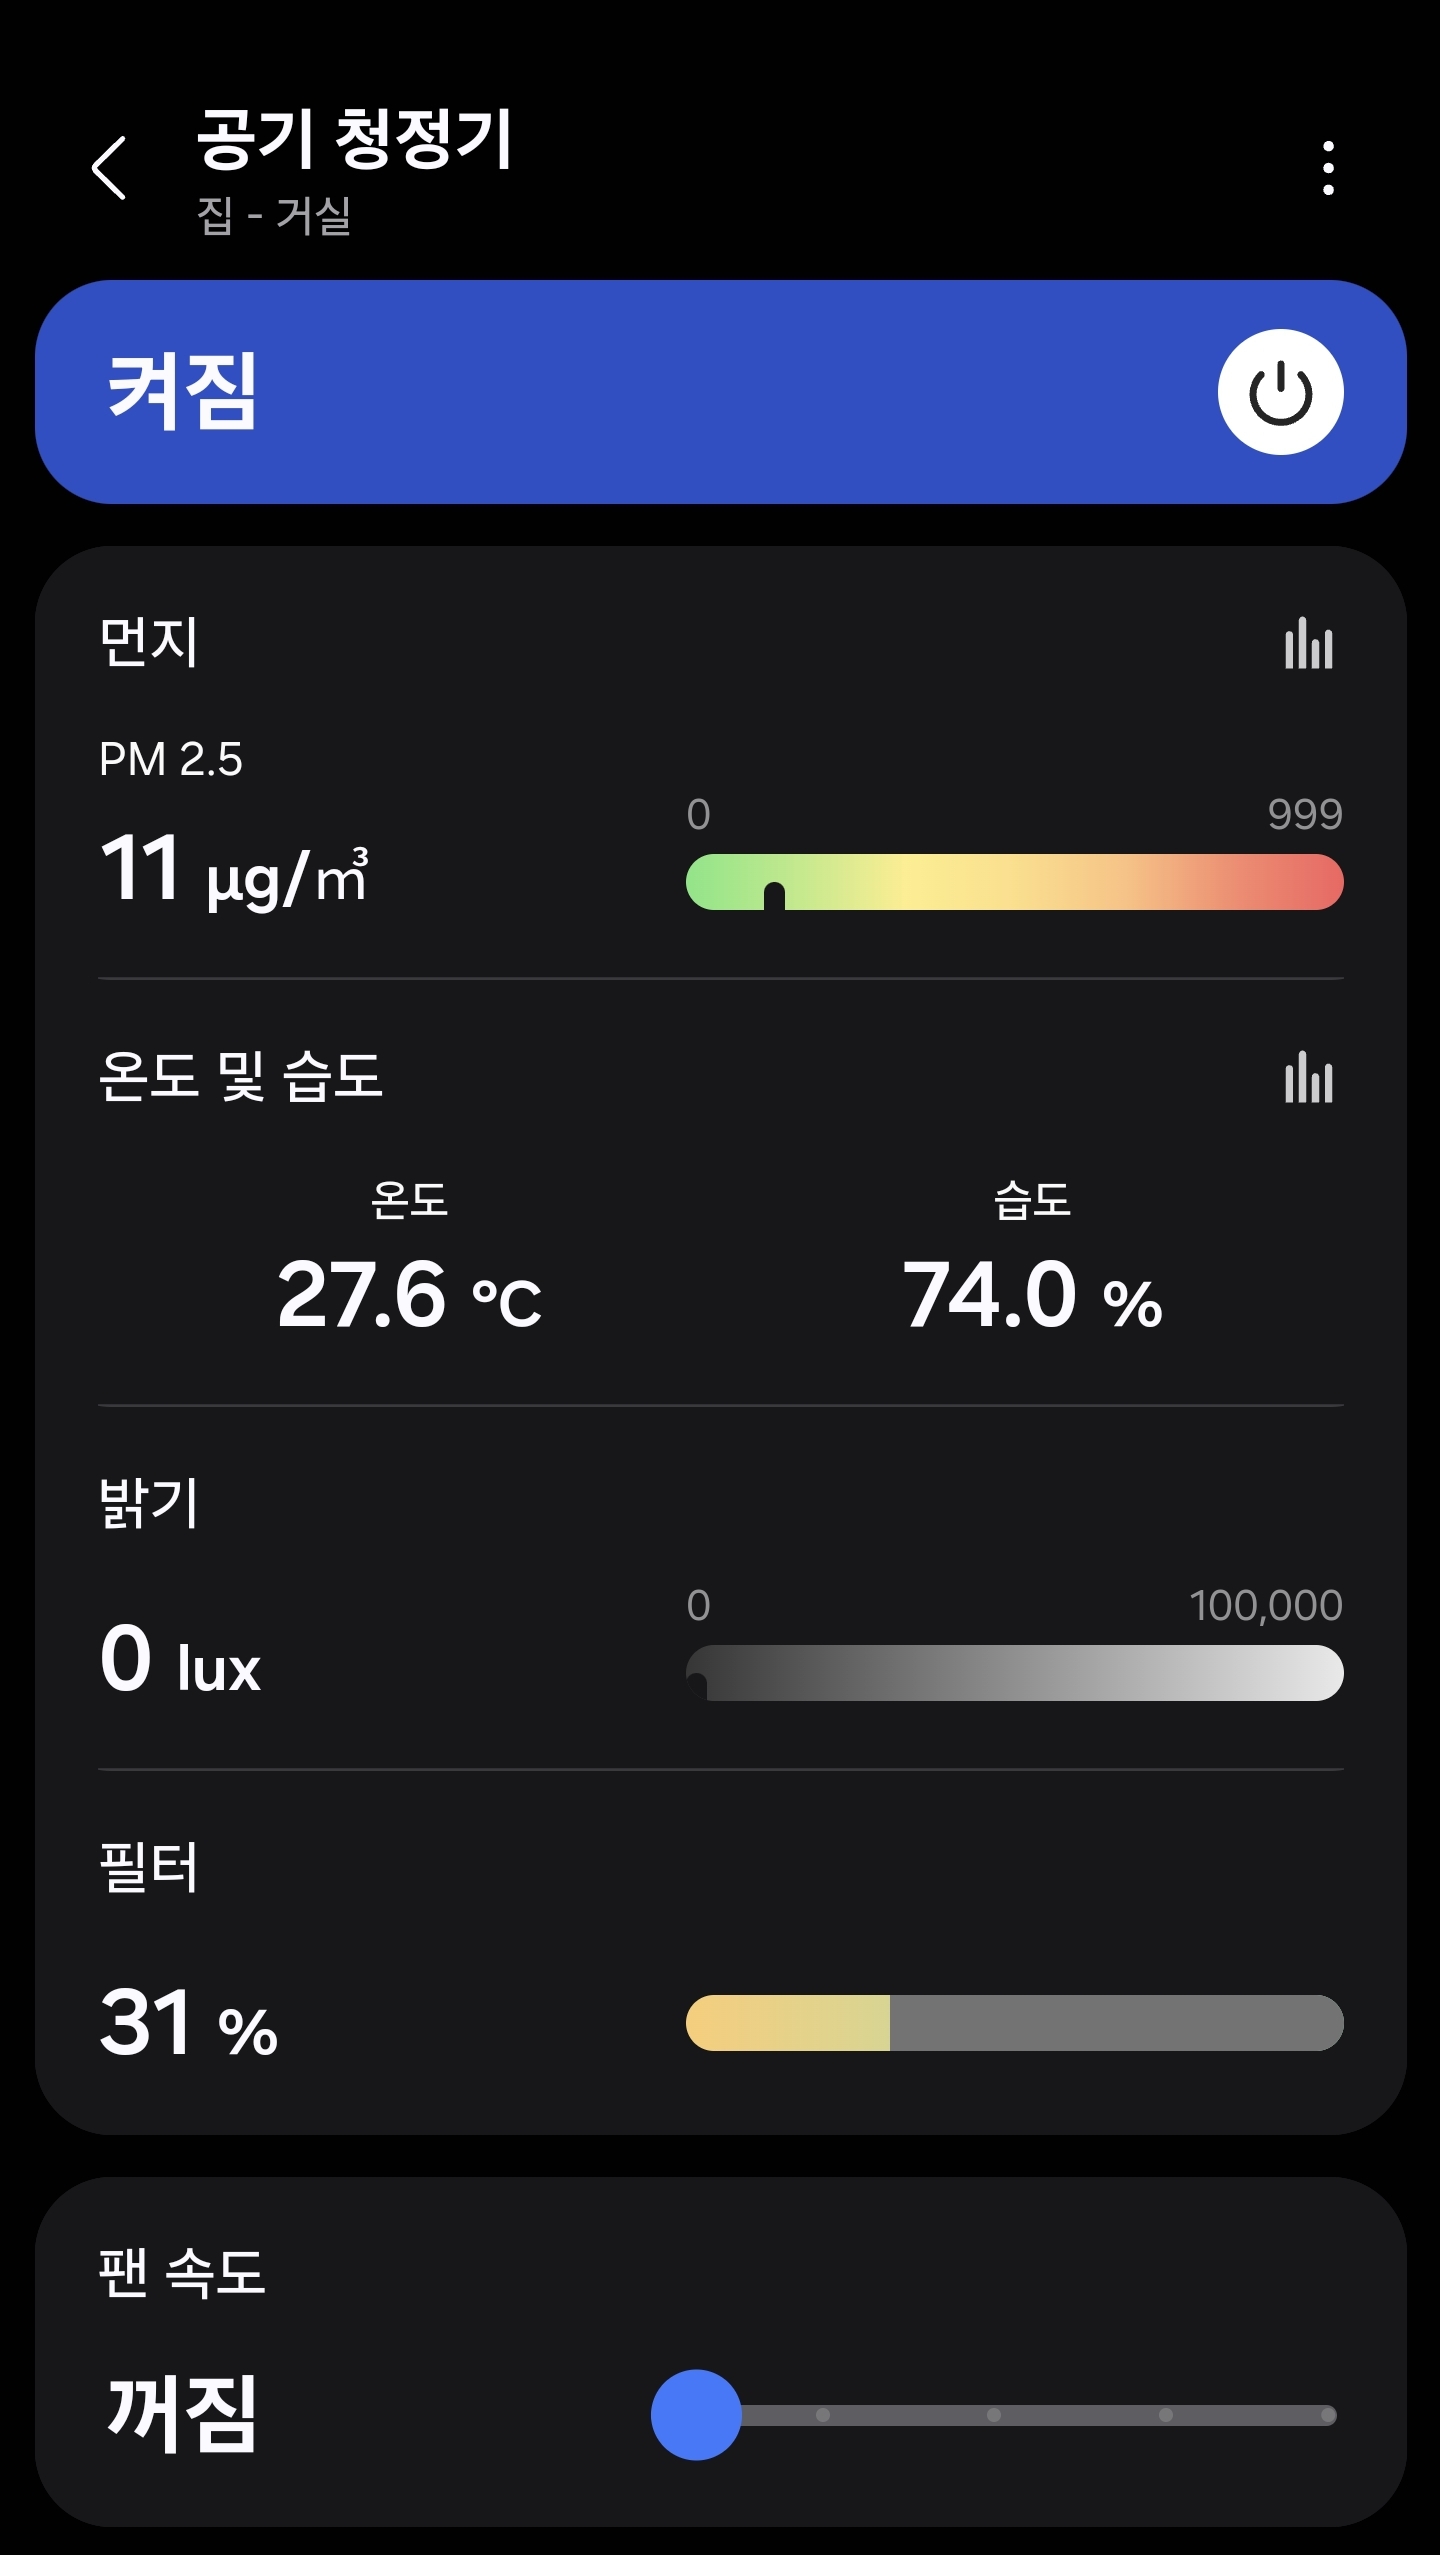 공기 청정기
집 - 거실
켜짐
먼지
PM 2.5
0 999
11 µg/㎥
온도 및 습도
온도 습도
27.6 °C 74.0 %
밝기
0 100,000
0 lux
필터
31 %
팬 속도
꺼짐